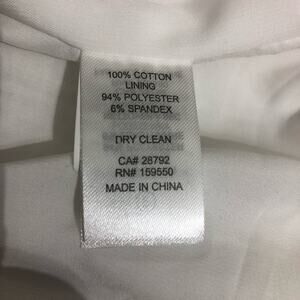 100% COTTON
LINING
94% POLYESTER
6% SPANDEX
DRY CLEAN
CA# 28792
RN# 159550
MADE IN CHINA